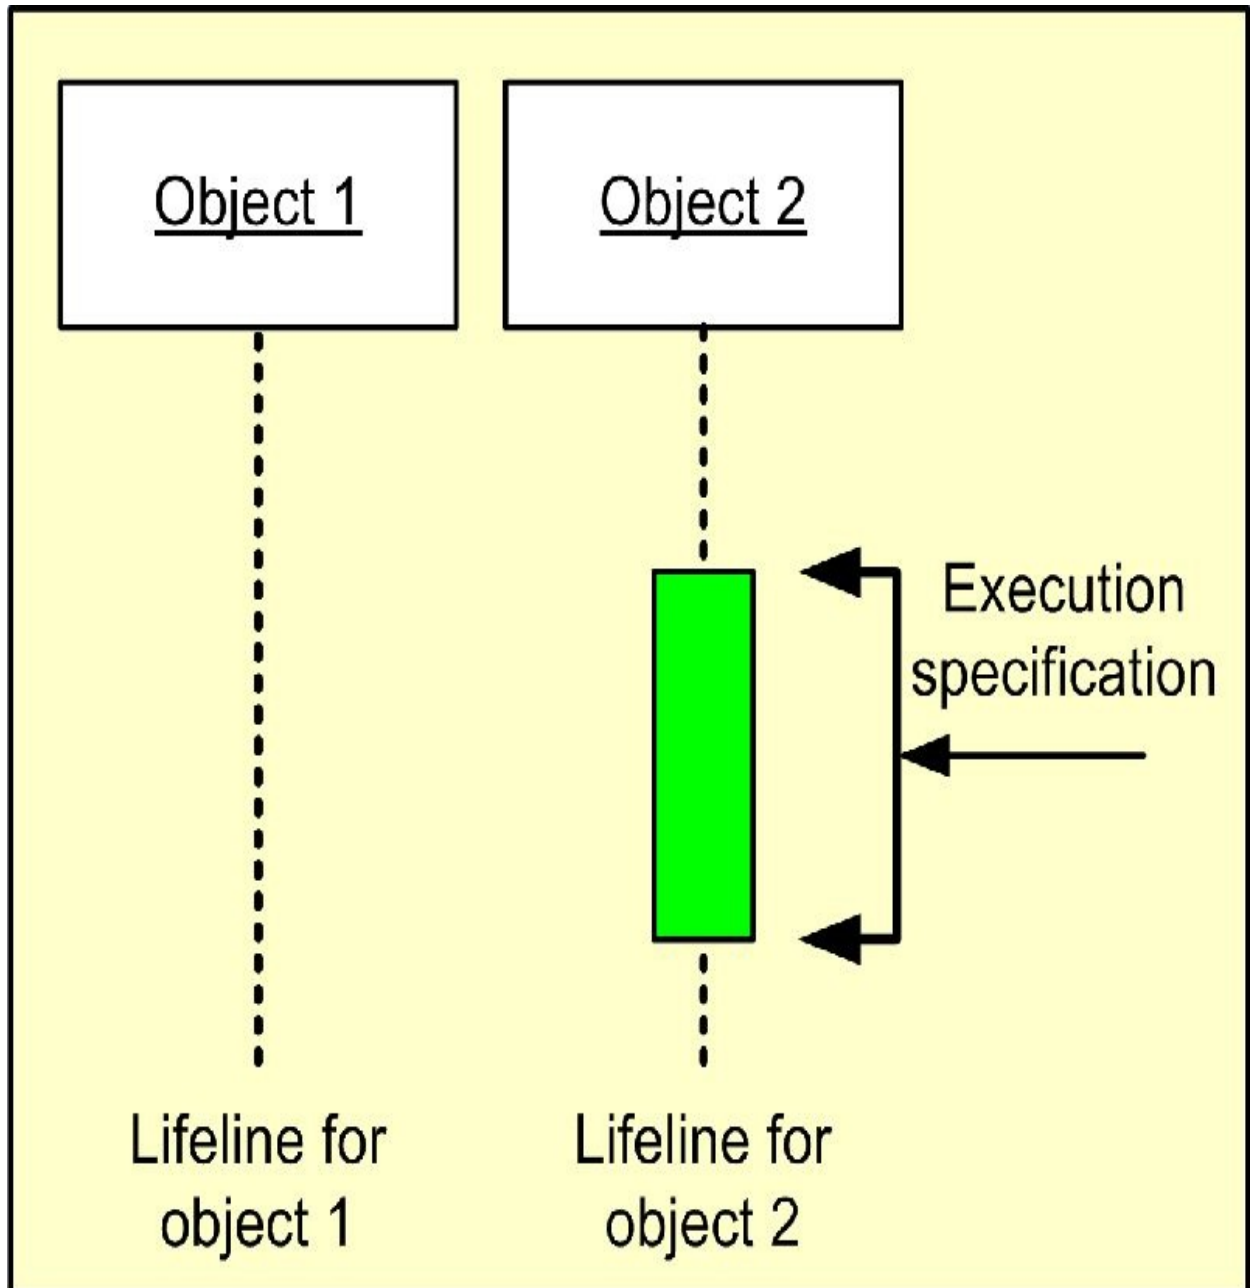 Object 1
Object 2
Execution
specification
Lifeline for
object 1
Lifeline for
object 2